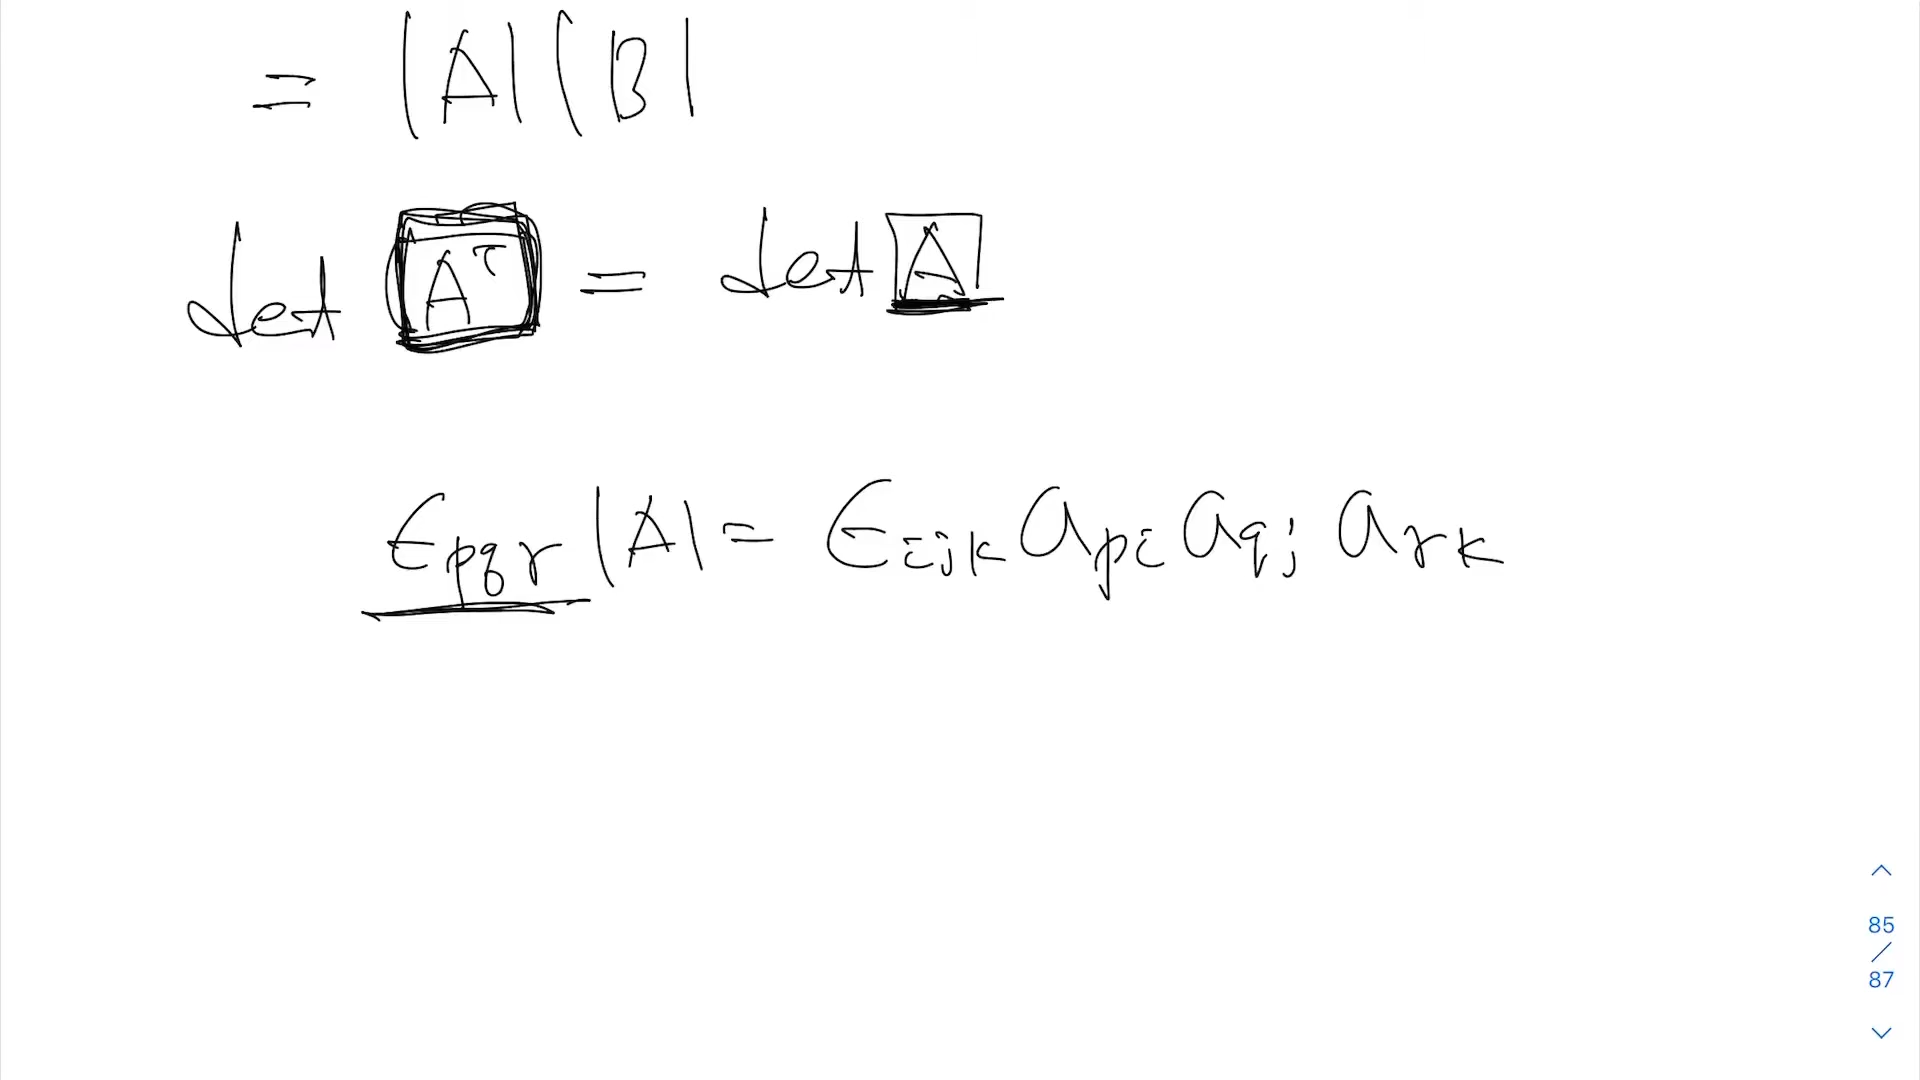 = |A| |B|
det A^T = det A
ϵ_pqr |A| = ϵ_ijk a_pi a_qj a_rk
85
/
87